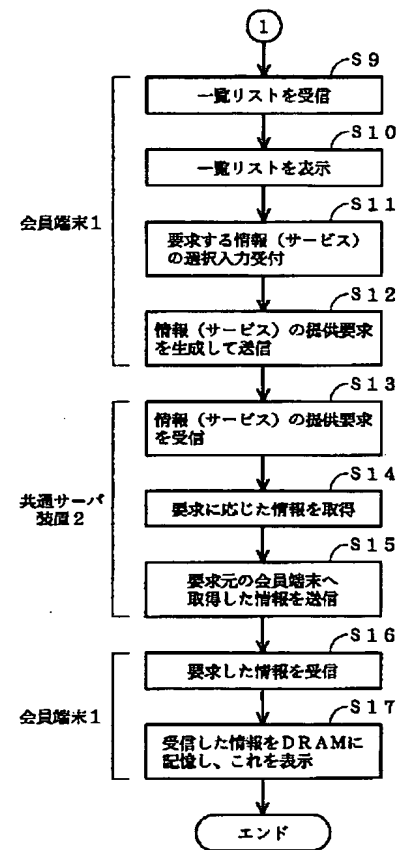 1
S9
一覧リストを受信
S10
一覧リストを表示
会員端末1
S11
要求する情報（サービス）
の選択入力受付
S12
情報（サービス）の提供要求
を生成して送信
S13
情報（サービス）の提供要求
を受信
共通サーバ
装置2
S14
要求に応じた情報を取得
S15
要求元の会員端末へ
取得した情報を送信
S16
要求した情報を受信
会員端末1
S17
受信した情報をDRAMに
記憶し、これを表示
エンド